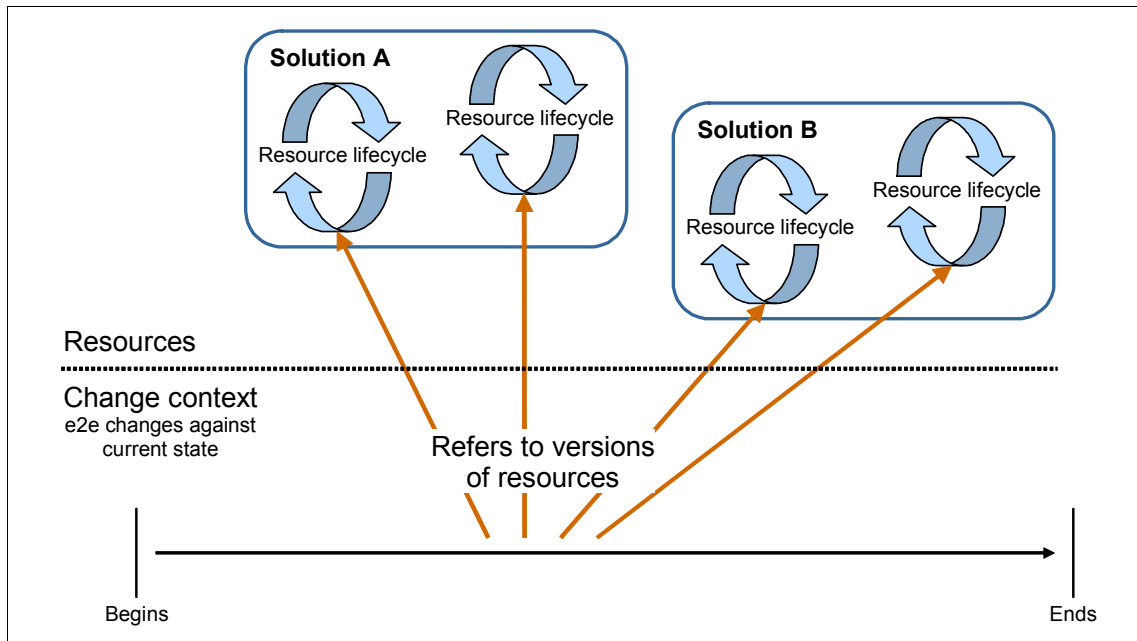 Solution A
Resource lifecycle
Resource lifecycle
Solution B
Resource lifecycle
Resource lifecycle
Resources
Change context
e2e changes against
current state
Refers to versions
of resources
Begins
Ends